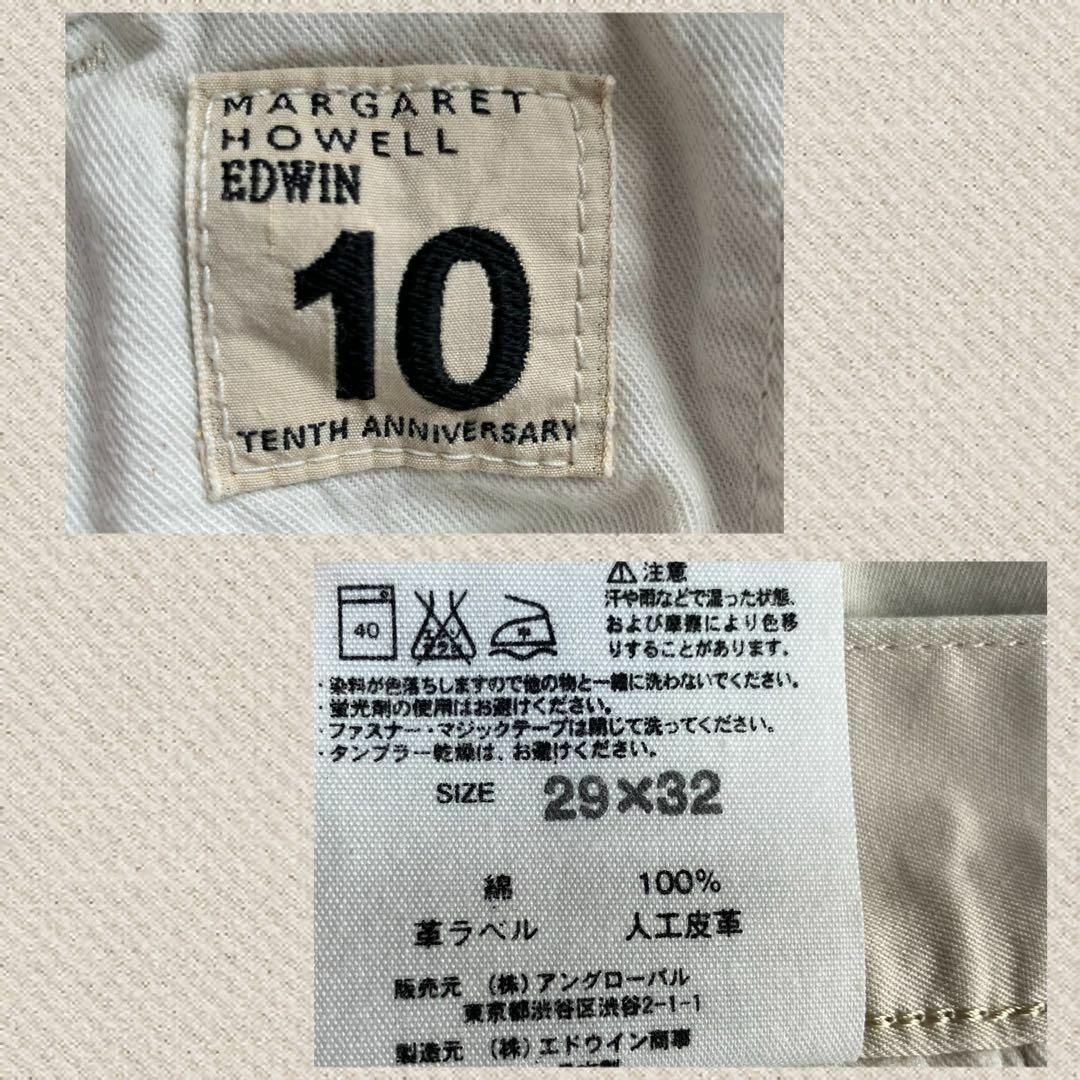 MARGARET
HOWELL
EDWIN
10
TENTH ANNIVERSARY
40
エンソ
サラシ
中
⚠注意
汗や雨などで湿った状態、
および摩擦により色移
りすることがあります。
・染料が色落ちしますので他の物と一緒に洗わないでください。
・蛍光剤の使用はお避けください。
・ファスナー・マジックテープは閉じて洗ってください。
・タンブラー乾燥は、お避けください。
SIZE 29×32
綿 100%
革ラベル 人工皮革
販売元 (株)アングローバル
東京都渋谷区渋谷2-1-1
製造元 (株)エドウイン商事